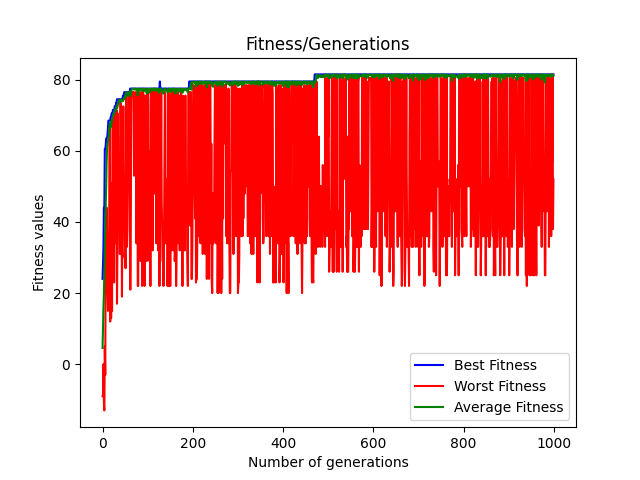 Fitness/Generations
Fitness values
80
60
40
20
0
0 200 400 600 800 1000
Number of generations
Best Fitness
Worst Fitness
Average Fitness